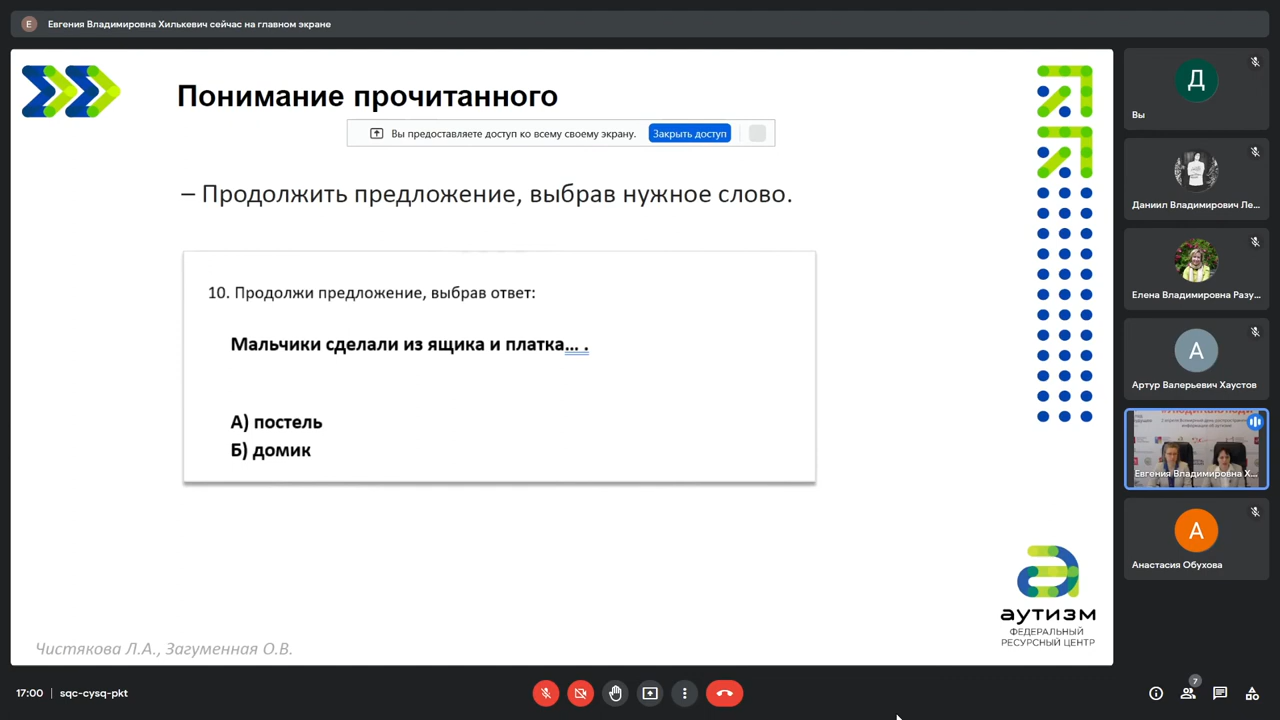 Е Евгения Владимировна Хилькевич сейчас на главном экране
Понимание прочитанного
Вы предоставляете доступ ко всему своему экрану. Закрыть доступ
– Продолжить предложение, выбрав нужное слово.
10. Продолжи предложение, выбрав ответ:
Мальчики сделали из ящика и платка... .
А) постель
Б) домик
аутизм
ФЕДЕРАЛЬНЫЙ
РЕСУРСНЫЙ ЦЕНТР
Чистякова Л.А., Загуменная О.В.
Д
Вы
Даниил Владимирович Ле...
Елена Владимировна Разу...
А
Артур Валерьевич Хаустов
Евгения Владимировна Х...
А
Анастасия Обухова
17:00 | sqc-cysq-pkt
7